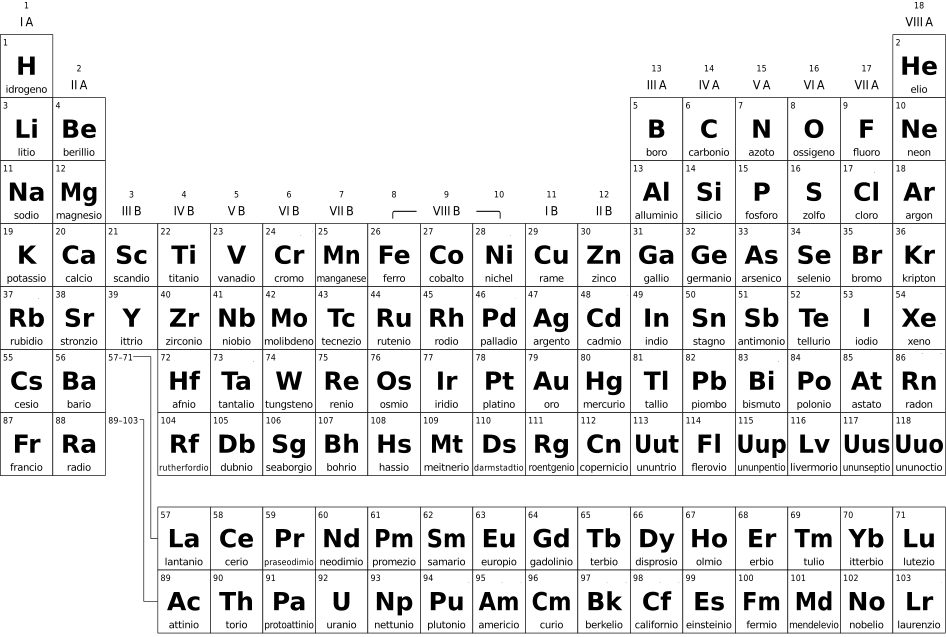 1 18
I A VIII A
1 2
H He
idrogeno 2 13 14 15 16 17 elio
II A III A IV A V A VI A VII A
3 4 5 6 7 8 9 10
Li Be B C N O F Ne
litio berillio boro carbonio azoto ossigeno fluoro neon
11 12 13 14 15 16 17 18
Na Mg Al Si P S Cl Ar
sodio magnesio alluminio silicio fosforo zolfo cloro argon
3 4 5 6 7 8 9 10 11 12
III B IV B V B VI B VII B VIII B I B II B
19 20 21 22 23 24 25 26 27 28 29 30 31 32 33 34 35 36
K Ca Sc Ti V Cr Mn Fe Co Ni Cu Zn Ga Ge As Se Br Kr
potassio calcio scandio titanio vanadio cromo manganese ferro cobalto nichel rame zinco gallio germanio arsenico selenio bromo kripton
37 38 39 40 41 42 43 44 45 46 47 48 49 50 51 52 53 54
Rb Sr Y Zr Nb Mo Tc Ru Rh Pd Ag Cd In Sn Sb Te I Xe
rubidio stronzio ittrio zirconio niobio molibdeno tecnezio rutenio rodio palladio argento cadmio indio stagno antimonio tellurio iodio xeno
55 56 57–71 72 73 74 75 76 77 78 79 80 81 82 83 84 85 86
Cs Ba Hf Ta W Re Os Ir Pt Au Hg Tl Pb Bi Po At Rn
cesio bario afnio tantalio tungsteno renio osmio iridio platino oro mercurio tallio piombo bismuto polonio astato radon
87 88 89–103 104 105 106 107 108 109 110 111 112 113 114 115 116 117 118
Fr Ra Rf Db Sg Bh Hs Mt Ds Rg Cn Uut Fl Uup Lv Uus Uuo
francio radio rutherfordio dubnio seaborgio bohrio hassio meitnerio darmstadtio roentgenio copernicio ununtrio flerovio ununpentio livermorio ununseptio ununoctio
57 58 59 60 61 62 63 64 65 66 67 68 69 70 71
La Ce Pr Nd Pm Sm Eu Gd Tb Dy Ho Er Tm Yb Lu
lantanio cerio praseodimio neodimio promezio samario europio gadolinio terbio disprosio olmio erbio tulio itterbio lutezio
89 90 91 92 93 94 95 96 97 98 99 100 101 102 103
Ac Th Pa U Np Pu Am Cm Bk Cf Es Fm Md No Lr
attinio torio protoattinio uranio nettunio plutonio americio curio berkelio californio einsteinio fermio mendelevio nobelio laurenzio